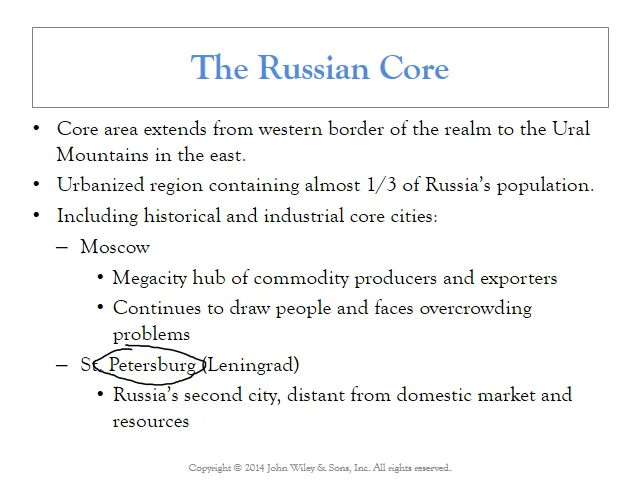 The Russian Core
• Core area extends from western border of the realm to the Ural
Mountains in the east.
• Urbanized region containing almost 1/3 of Russia's population.
• Including historical and industrial core cities:
– Moscow
• Megacity hub of commodity producers and exporters
• Continues to draw people and faces overcrowding
problems
– St. Petersburg (Leningrad)
• Russia's second city, distant from domestic market and
resources
Copyright © 2014 John Wiley & Sons, Inc. All rights reserved.